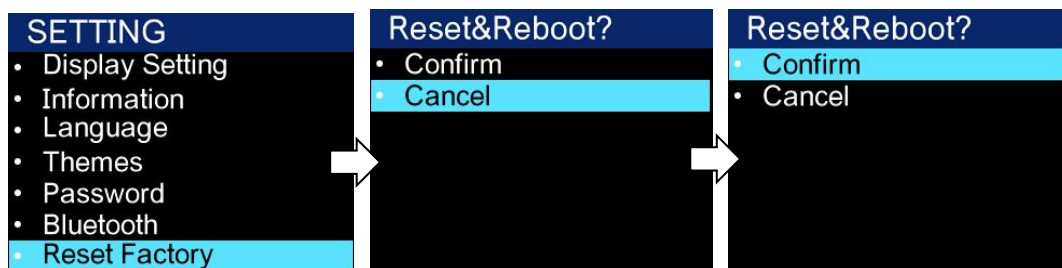 SETTING
• Display Setting
• Information
• Language
• Themes
• Password
• Bluetooth
• Reset Factory
Reset&Reboot?
• Confirm
• Cancel
Reset&Reboot?
• Confirm
• Cancel